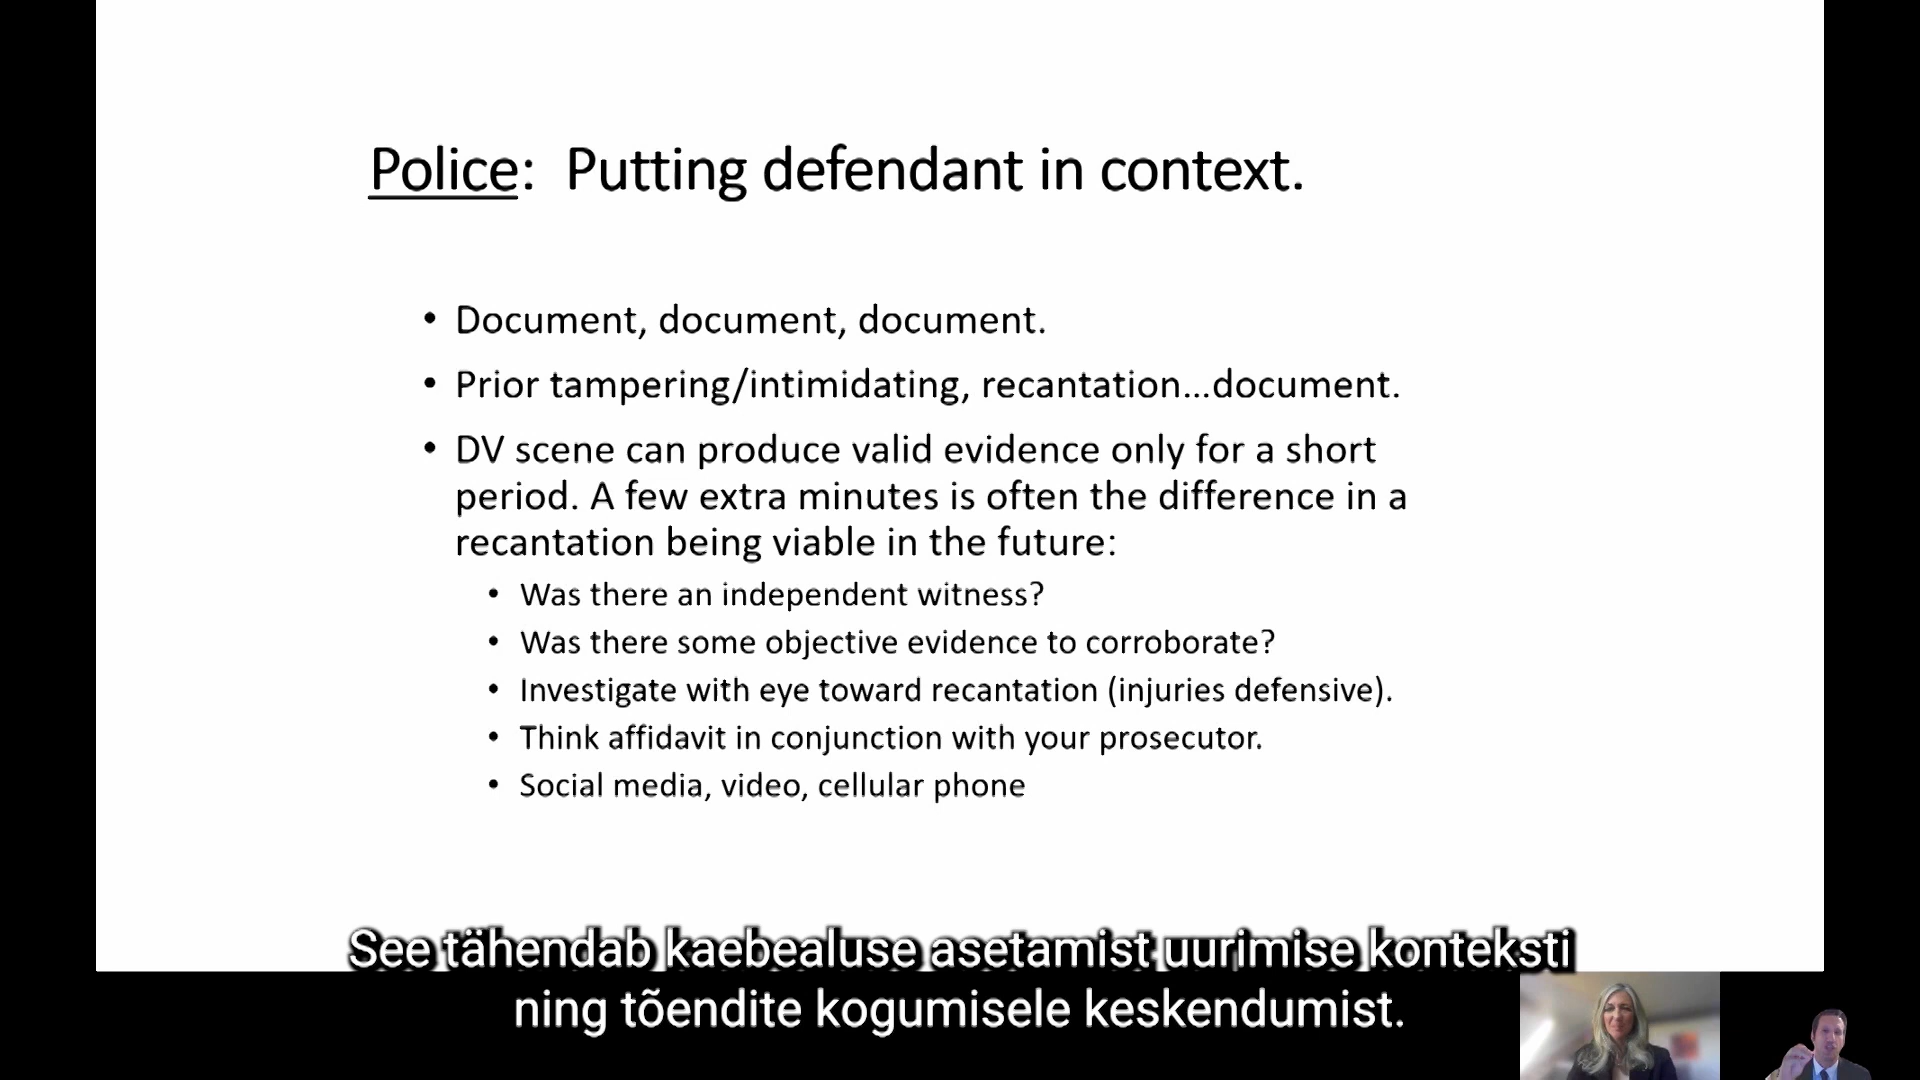 Police:  Putting defendant in context.
• Document, document, document.
• Prior tampering/intimidating, recantation...document.
• DV scene can produce valid evidence only for a short
period. A few extra minutes is often the difference in a
recantation being viable in the future:
• Was there an independent witness?
• Was there some objective evidence to corroborate?
• Investigate with eye toward recantation (injuries defensive).
• Think affidavit in conjunction with your prosecutor.
• Social media, video, cellular phone
See tähendab kaebealuse asetamist uurimise konteksti
ning tõendite kogumisele keskendumist.